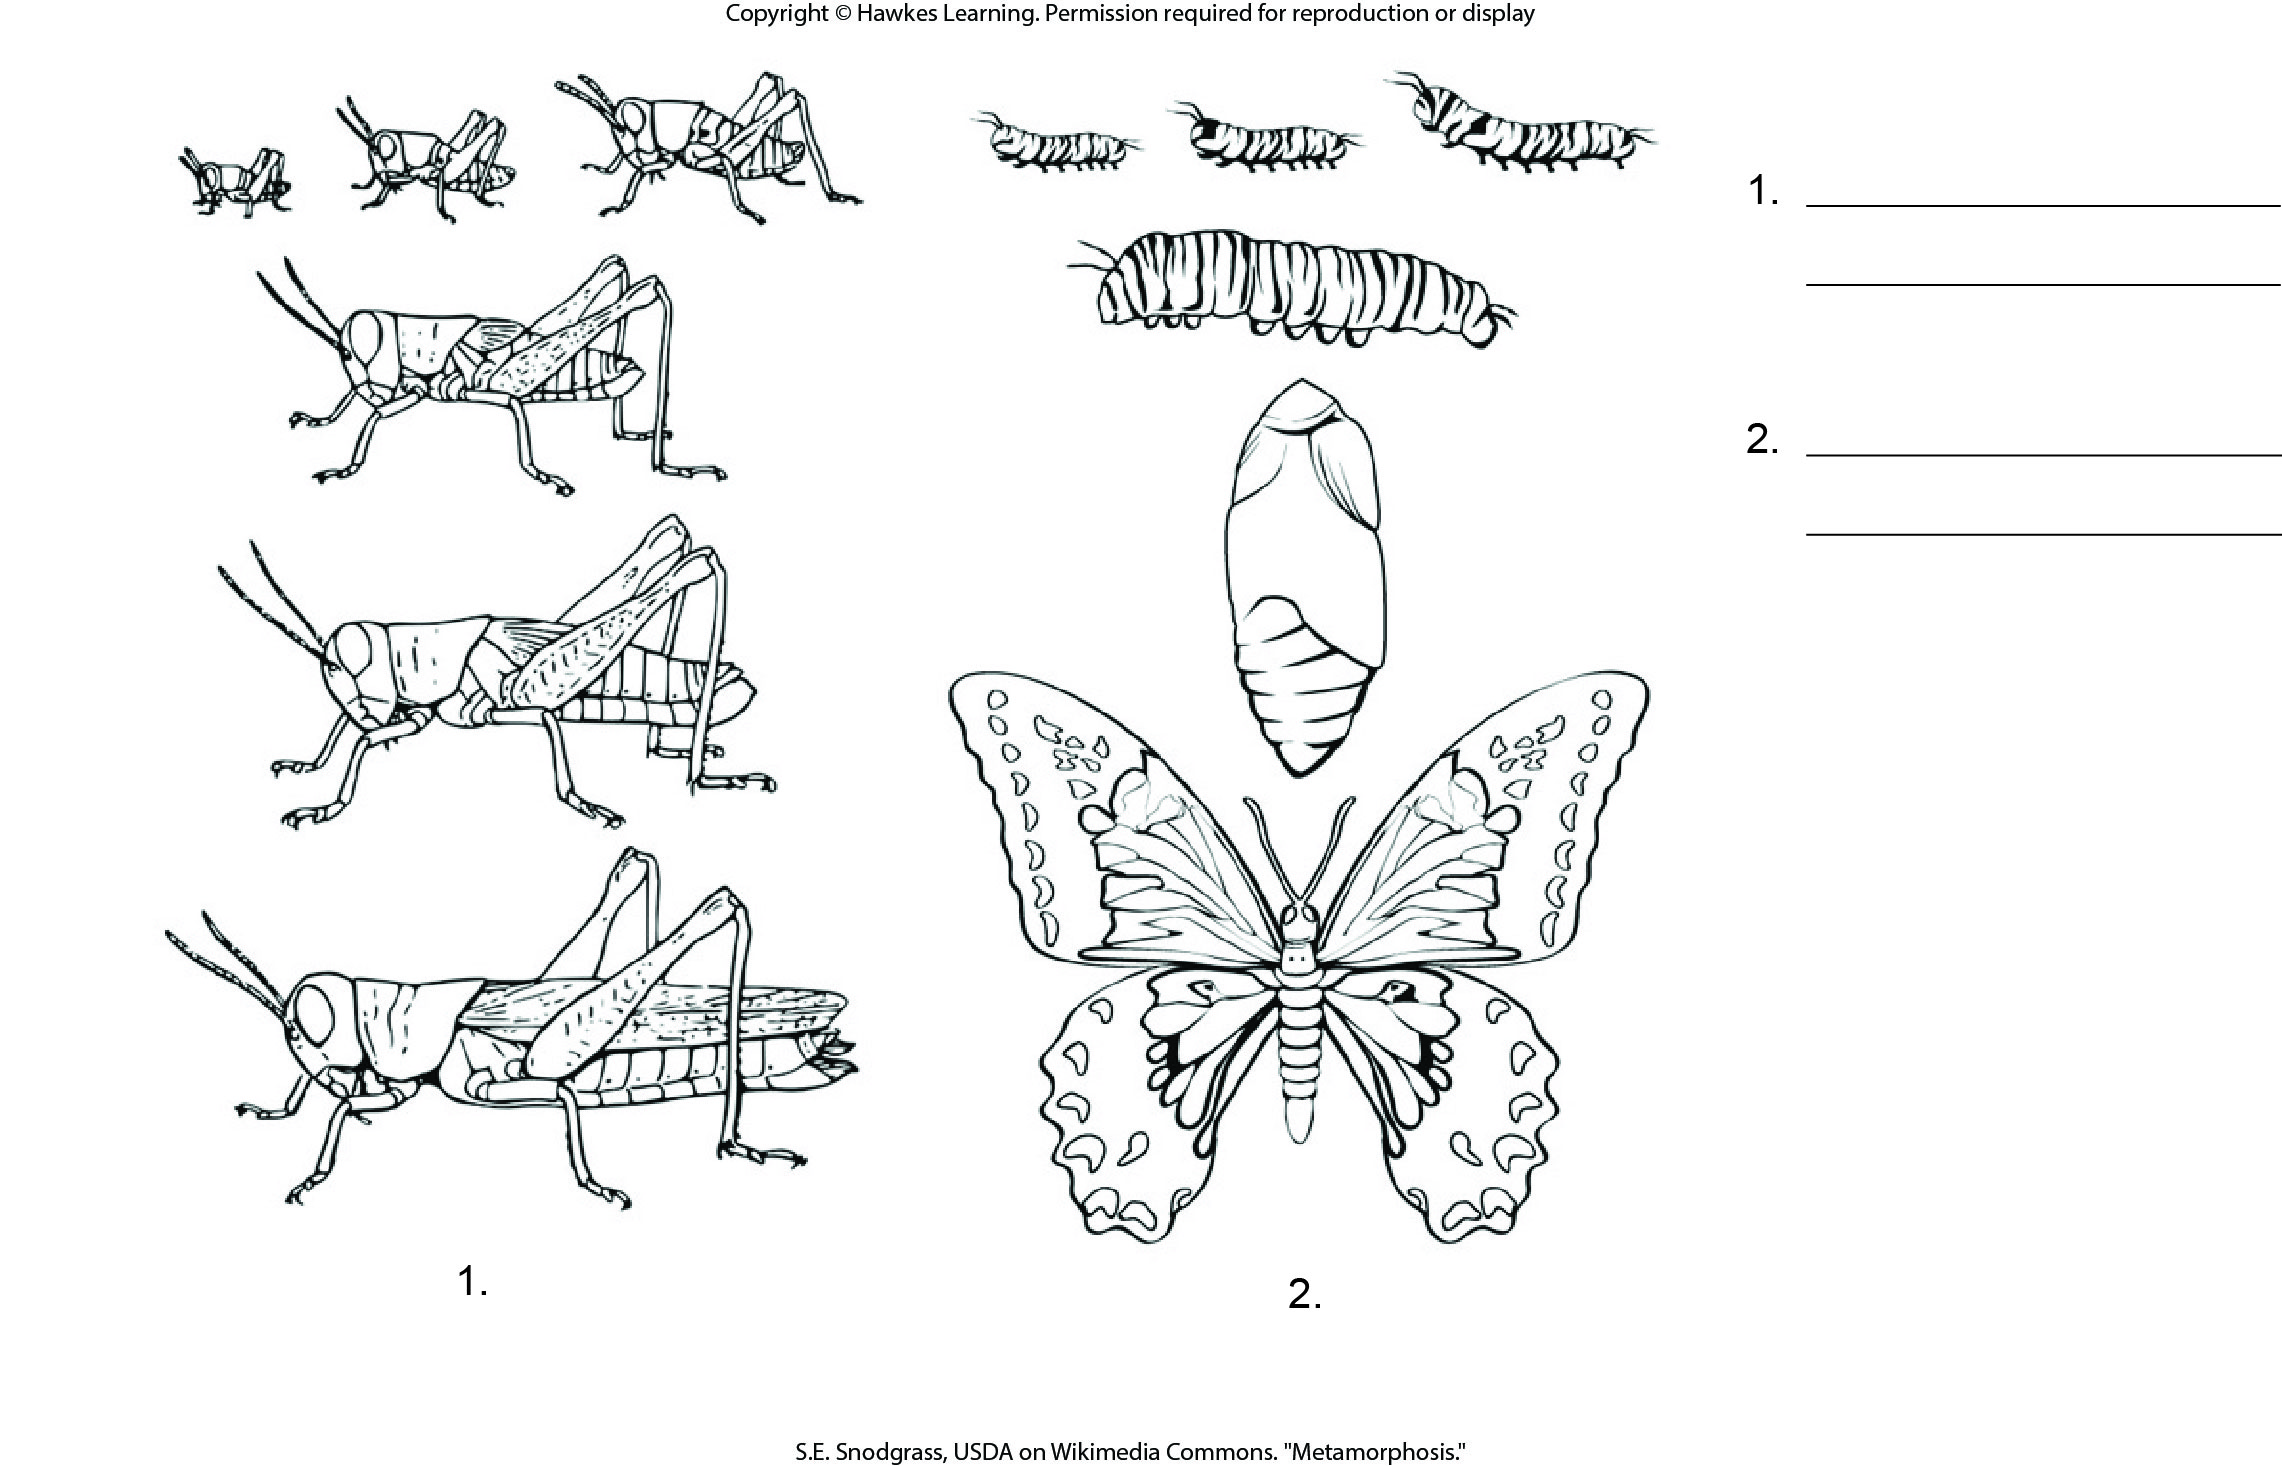 Copyright © Hawkes Learning. Permission required for reproduction or display
1.
2.
1.
2.
S.E. Snodgrass, USDA on Wikimedia Commons. "Metamorphosis."